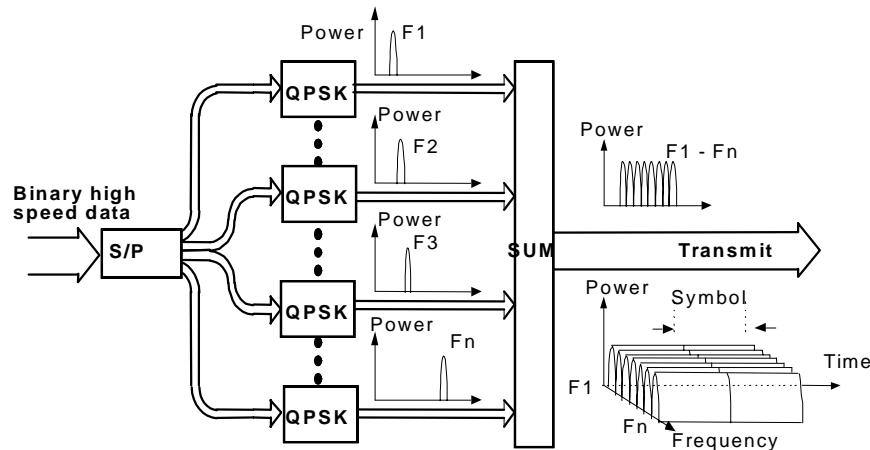 Power
F1
QPSK
Power
F2
QPSK
Binary high
speed data
S/P
F3
Power
QPSK
Power
Fn
QPSK
SUM
Power
F1 - Fn
Transmit
Power
Symbol
Time
F1
Fn
Frequency